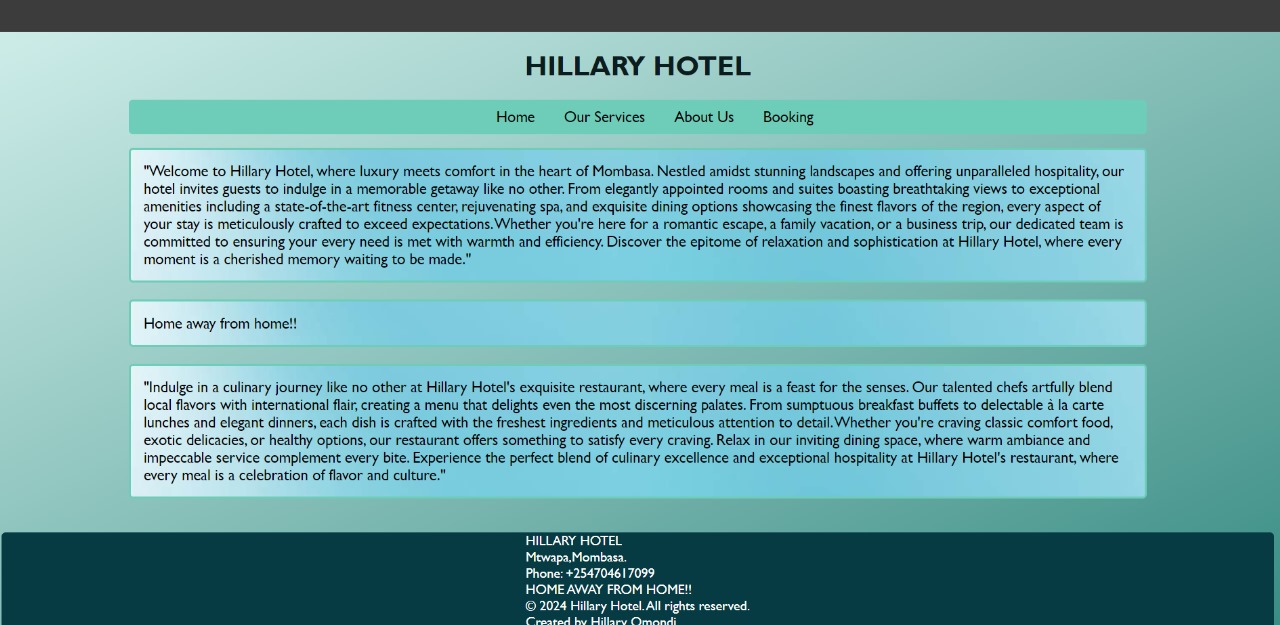 HILLARY HOTEL
Home Our Services About Us Booking
"Welcome to Hillary Hotel, where luxury meets comfort in the heart of Mombasa. Nestled amidst stunning landscapes and offering unparalleled hospitality, our
hotel invites guests to indulge in a memorable getaway like no other. From elegantly appointed rooms and suites boasting breathtaking views to exceptional
amenities including a state-of-the-art fitness center, rejuvenating spa, and exquisite dining options showcasing the finest flavors of the region, every aspect of
your stay is meticulously crafted to exceed expectations. Whether you're here for a romantic escape, a family vacation, or a business trip, our dedicated team is
committed to ensuring your every need is met with warmth and efficiency. Discover the epitome of relaxation and sophistication at Hillary Hotel, where every
moment is a cherished memory waiting to be made."
Home away from home!!
"Indulge in a culinary journey like no other at Hillary Hotel's exquisite restaurant, where every meal is a feast for the senses. Our talented chefs artfully blend
local flavors with international flair, creating a menu that delights even the most discerning palates. From sumptuous breakfast buffets to delectable à la carte
lunches and elegant dinners, each dish is crafted with the freshest ingredients and meticulous attention to detail. Whether you're craving classic comfort food,
exotic delicacies, or healthy options, our restaurant offers something to satisfy every craving. Relax in our inviting dining space, where warm ambiance and
impeccable service complement every bite. Experience the perfect blend of culinary excellence and exceptional hospitality at Hillary Hotel's restaurant, where
every meal is a celebration of flavor and culture."
HILLARY HOTEL
Mtwapa,Mombasa.
Phone: +254704617099
HOME AWAY FROM HOME!!
© 2024 Hillary Hotel. All rights reserved.
Created by Hillary Omondi